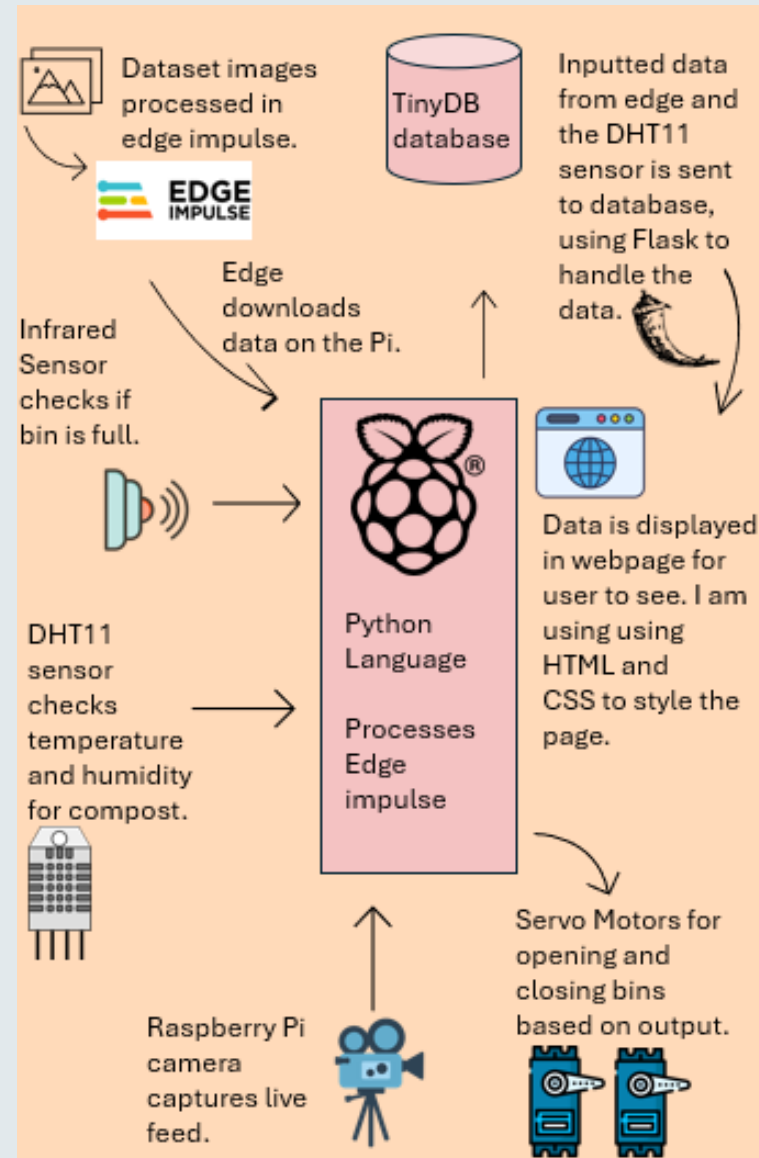 Dataset images
processed in
edge impulse.
EDGE
IMPULSE
TinyDB
database
Inputted data
from edge and
the DHT11
sensor is sent
to database,
using Flask to
handle the
data.
Edge
downloads
data on the Pi.
Infrared
Sensor
checks if
bin is full.
®
Python
Language
Processes
Edge
impulse
Data is displayed
in webpage for
user to see. I am
using using
HTML and
CSS to style the
page.
DHT11
sensor
checks
temperature
and humidity
for compost.
Servo Motors for
opening and
closing bins
based on output.
Raspberry Pi
camera
captures live
feed.